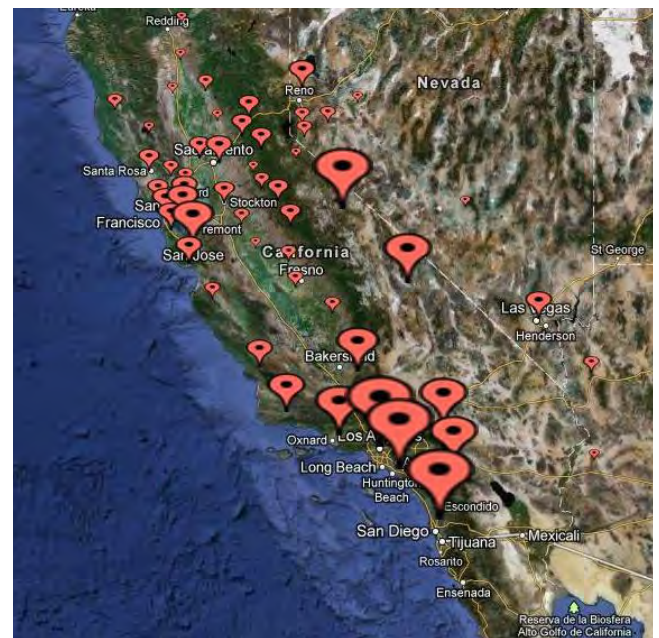 Eureka
Redding
Reno
Nevada
Sacramento
Santa Rosa
Stockton
San
Francisco
Fremont
San Jose
California
Fresno
St George
Las Vegas
Henderson
Bakersfield
Oxnard
Los A
Long Beach
Huntington
Beach
Escondido
San Diego
Tijuana
Mexicali
Rosarito
Ensenada
Reserva de la Biosfera
Alto Golfo de California